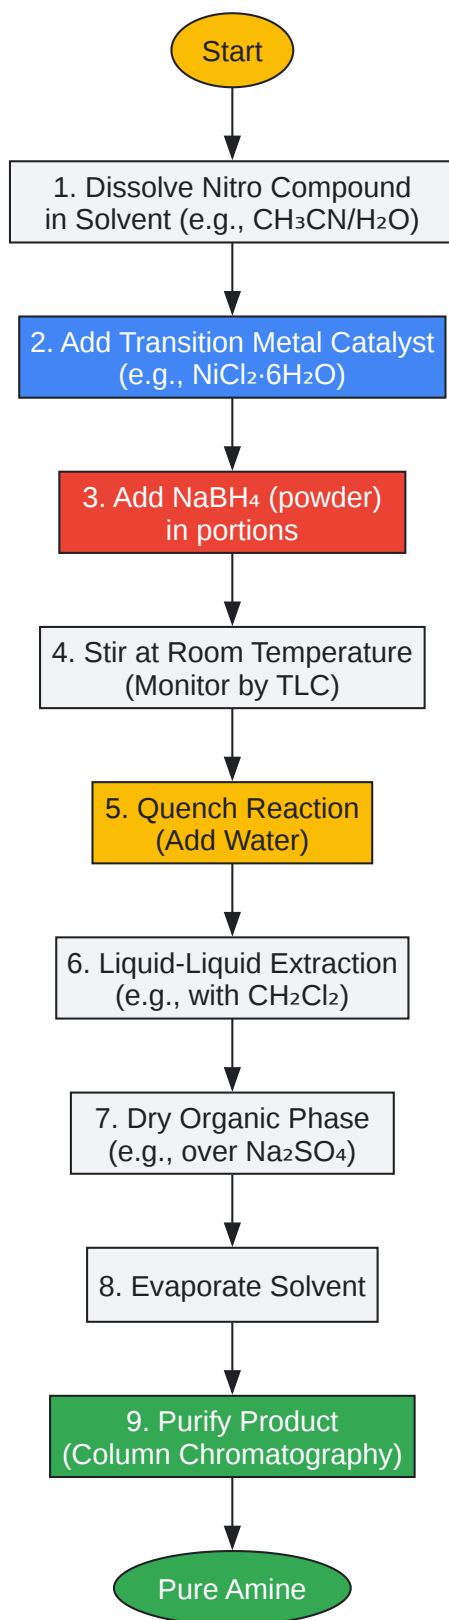 Start
1. Dissolve Nitro Compound
in Solvent (e.g., CH₃CN/H₂O)
2. Add Transition Metal Catalyst
(e.g., NiCl₂·6H₂O)
3. Add NaBH₄ (powder)
in portions
4. Stir at Room Temperature
(Monitor by TLC)
5. Quench Reaction
(Add Water)
6. Liquid-Liquid Extraction
(e.g., with CH₂Cl₂)
7. Dry Organic Phase
(e.g., over Na₂SO₄)
8. Evaporate Solvent
9. Purify Product
(Column Chromatography)
Pure Amine